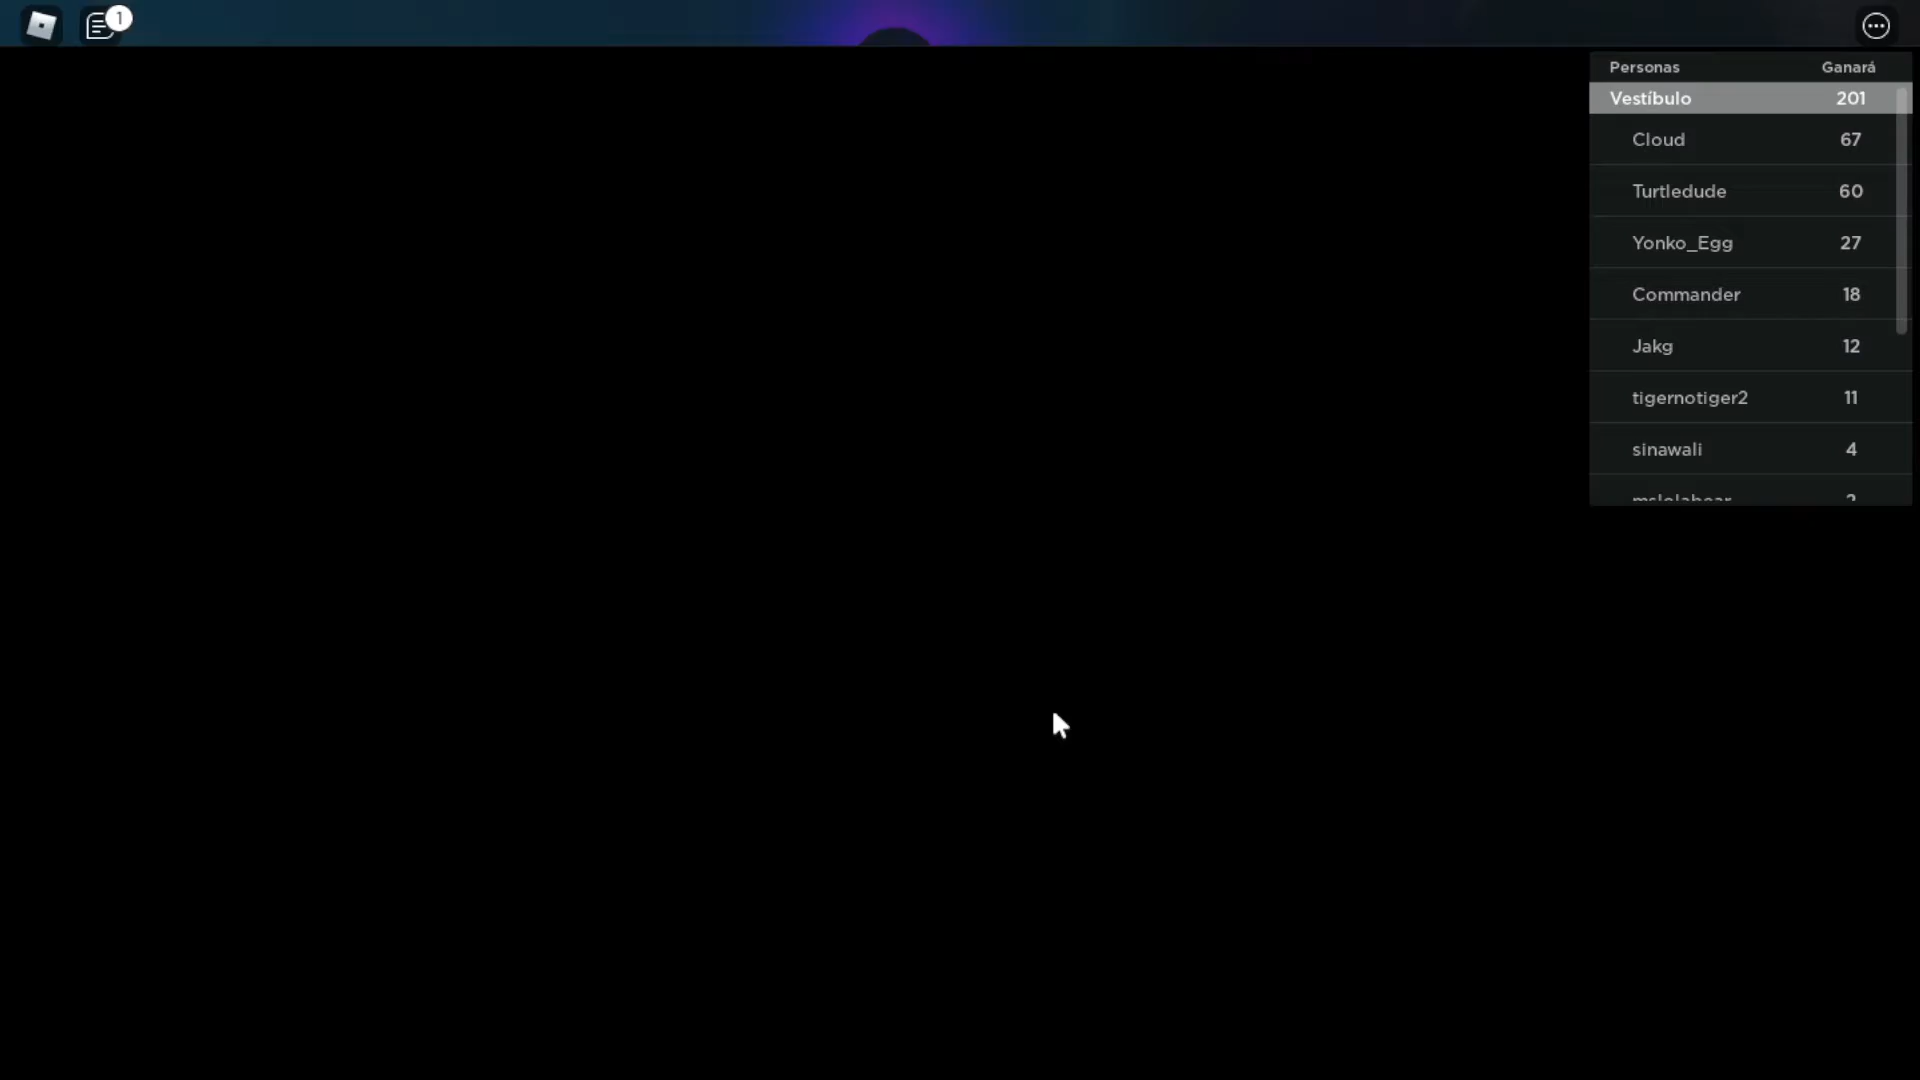 1
Personas Ganará
Vestíbulo 201
Cloud 67
Turtledude 60
Yonko_Egg 27
Commander 18
Jakg 12
tigernotiger2 11
sinawali 4